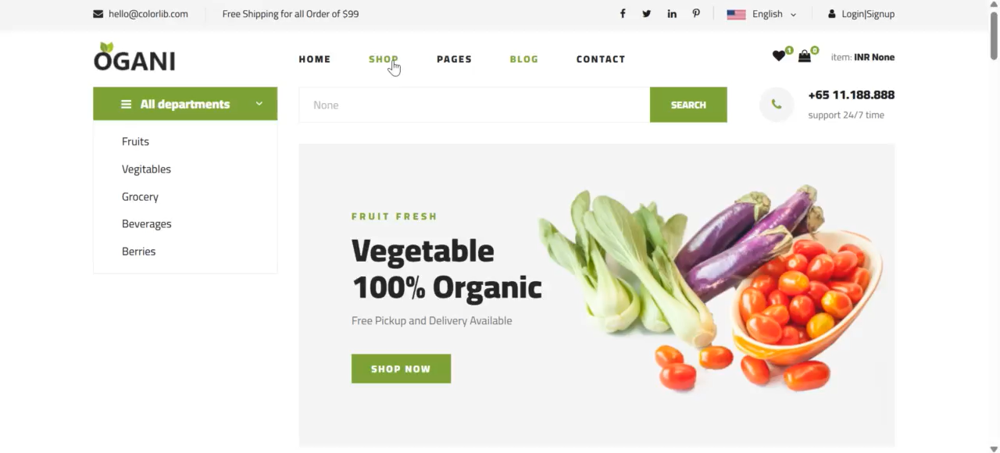 hello@colorlib.com Free Shipping for all Order of $99 English Login|Signup
OGANI HOME SHOP PAGES BLOG CONTACT 1 0 item: INR None
All departments None SEARCH +65 11.188.888
support 24/7 time
Fruits
Vegitables
Grocery
Beverages
Berries
FRUIT FRESH
Vegetable
100% Organic
Free Pickup and Delivery Available
SHOP NOW